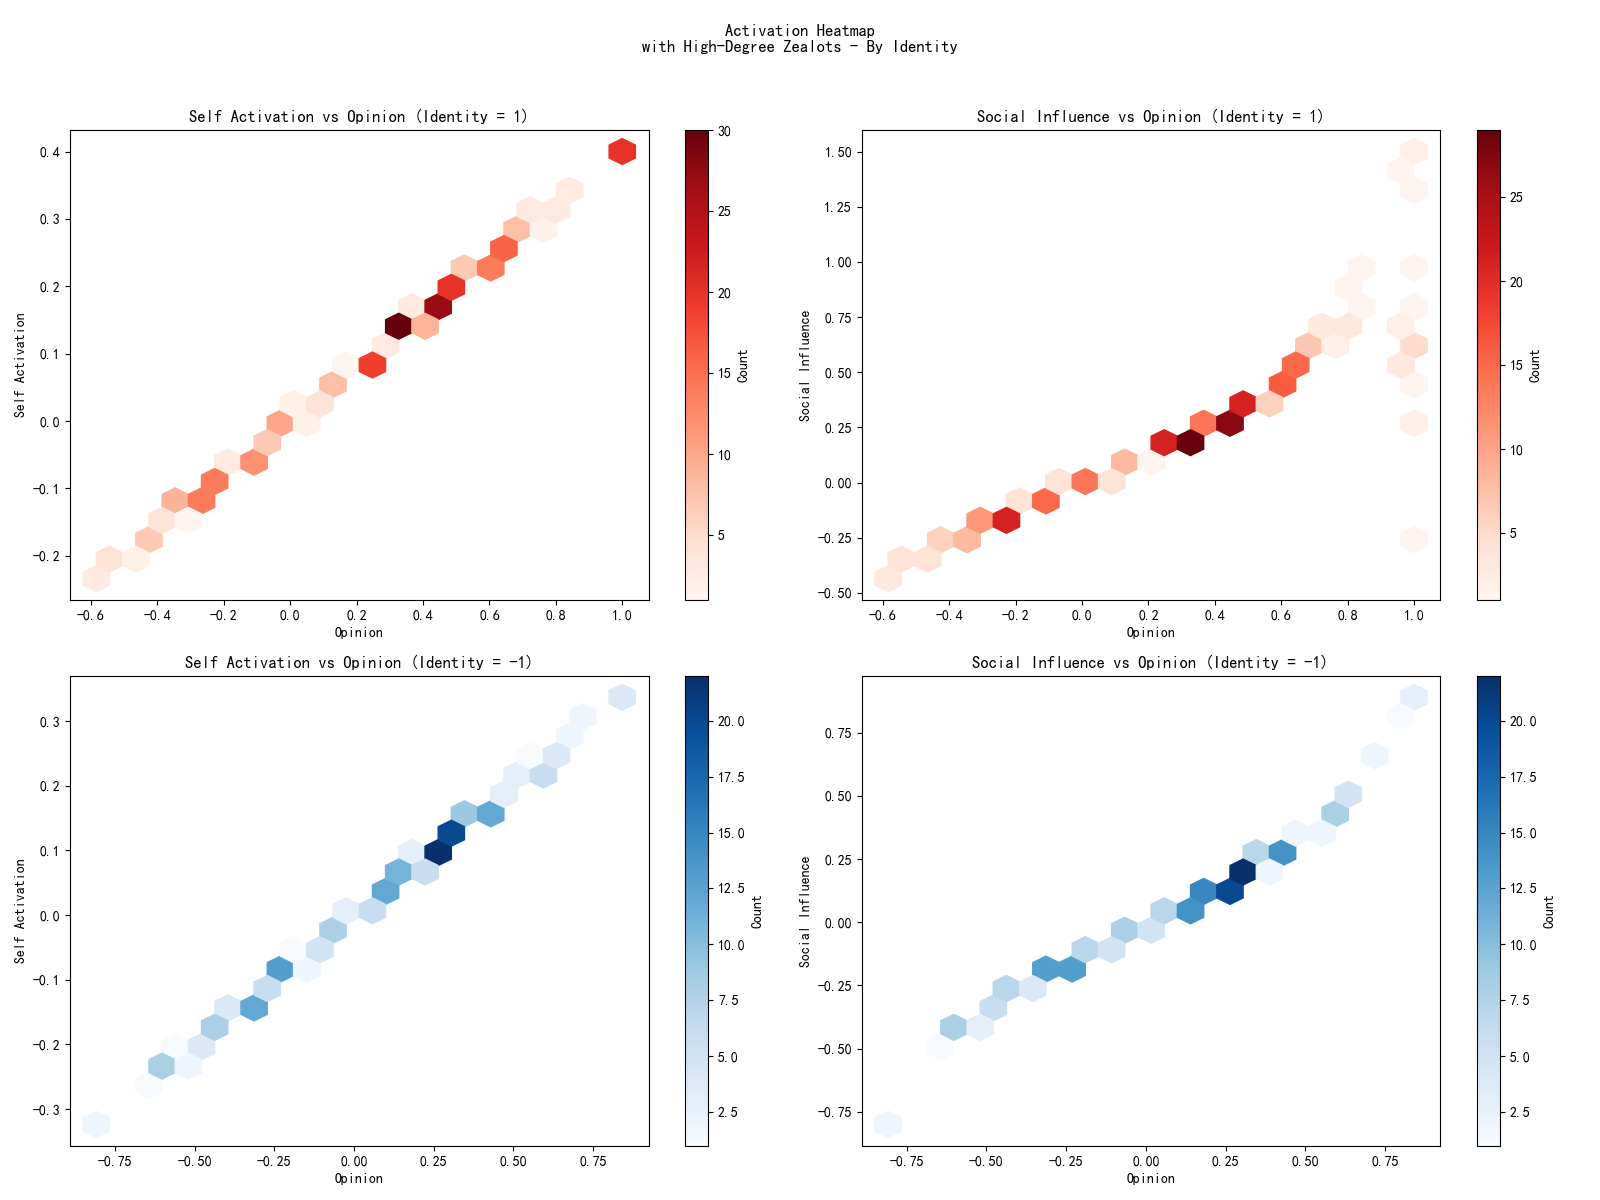 Activation Heatmap
with High-Degree Zealots - By Identity
Self Activation vs Opinion (Identity = 1)
0.4
0.3
0.2
0.1
0.0
-0.1
-0.2
Self Activation
-0.6 -0.4 -0.2 0.0 0.2 0.4 0.6 0.8 1.0
Opinion
30
25
20
15
10
5
Count
Social Influence vs Opinion (Identity = 1)
1.50
1.25
1.00
0.75
0.50
0.25
0.00
-0.25
-0.50
Social Influence
-0.6 -0.4 -0.2 0.0 0.2 0.4 0.6 0.8 1.0
Opinion
25
20
15
10
5
Count
Self Activation vs Opinion (Identity = -1)
0.3
0.2
0.1
0.0
-0.1
-0.2
-0.3
Self Activation
-0.75 -0.50 -0.25 0.00 0.25 0.50 0.75
Opinion
20.0
17.5
15.0
12.5
10.0
7.5
5.0
2.5
Count
Social Influence vs Opinion (Identity = -1)
0.75
0.50
0.25
0.00
-0.25
-0.50
-0.75
Social Influence
-0.75 -0.50 -0.25 0.00 0.25 0.50 0.75
Opinion
20.0
17.5
15.0
12.5
10.0
7.5
5.0
2.5
Count